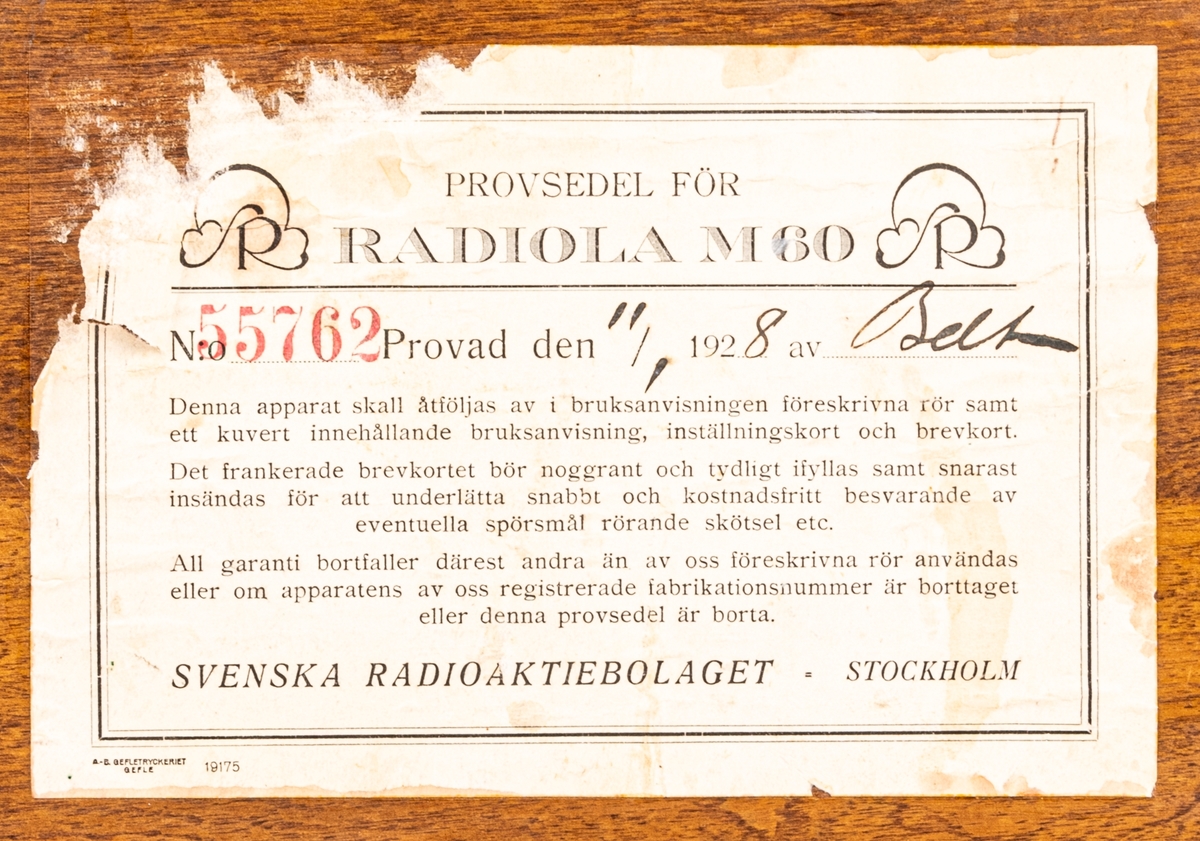 PROVSEDEL FÖR
SR RADIOLA M60 SR
No 55762 Provad den 11/1 1928 av
Denna apparat skall åtföljas av i bruksanvisningen föreskrivna rör samt
ett kuvert innehållande bruksanvisning, inställningskort och brevkort.
Det frankerade brevkortet bör noggrant och tydligt ifyllas samt snarast
insändas för att underlätta snabbt och kostnadsfritt besvarande av
eventuella spörsmål rörande skötsel etc.
All garanti bortfaller därest andra än av oss föreskrivna rör användas
eller om apparatens av oss registrerade fabrikationsnummer är borttaget
eller denna provsedel är borta.
SVENSKA RADIOAKTIEBOLAGET - STOCKHOLM
A.-B. GEFLETRYCKERIET
GEFLE 19175